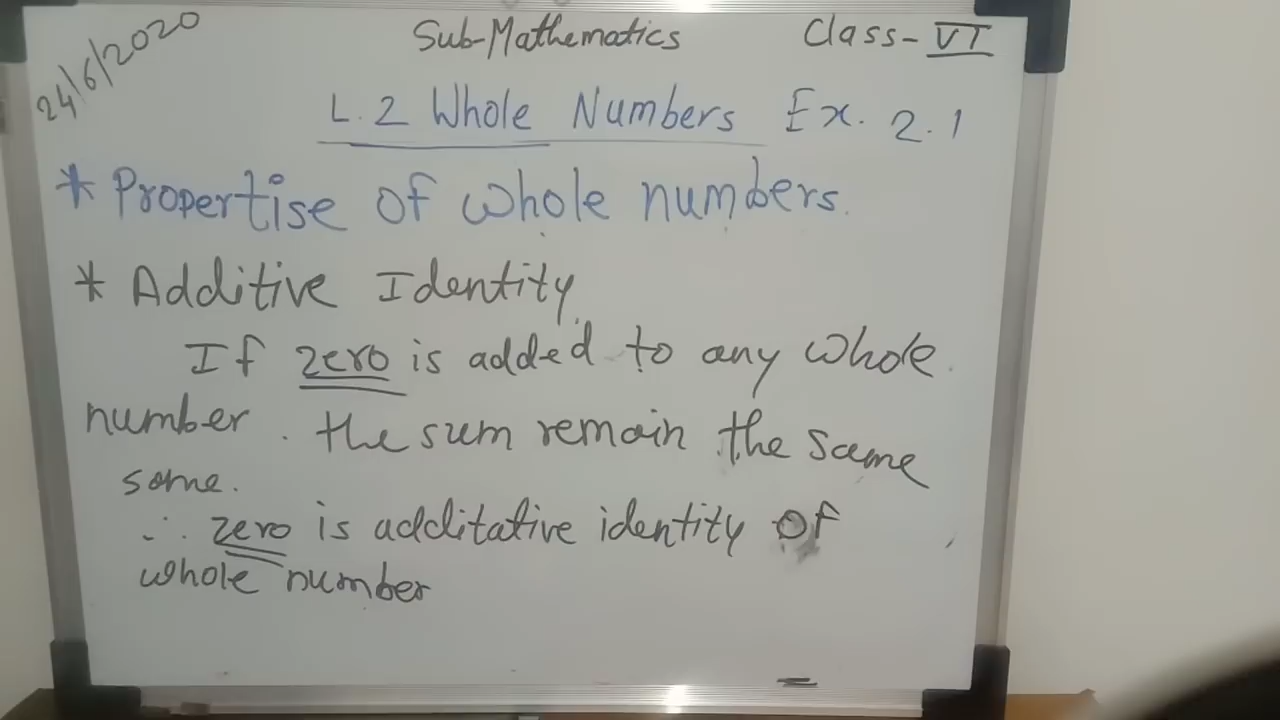 24/6/2020
Sub-Mathematics Class-VI
L.2 Whole Numbers Ex. 2.1
* Propertise of whole numbers.
* Additive Identity
If zero is added to any whole
number. the sum remain the same
same.
∴ zero is additative identity of
whole number